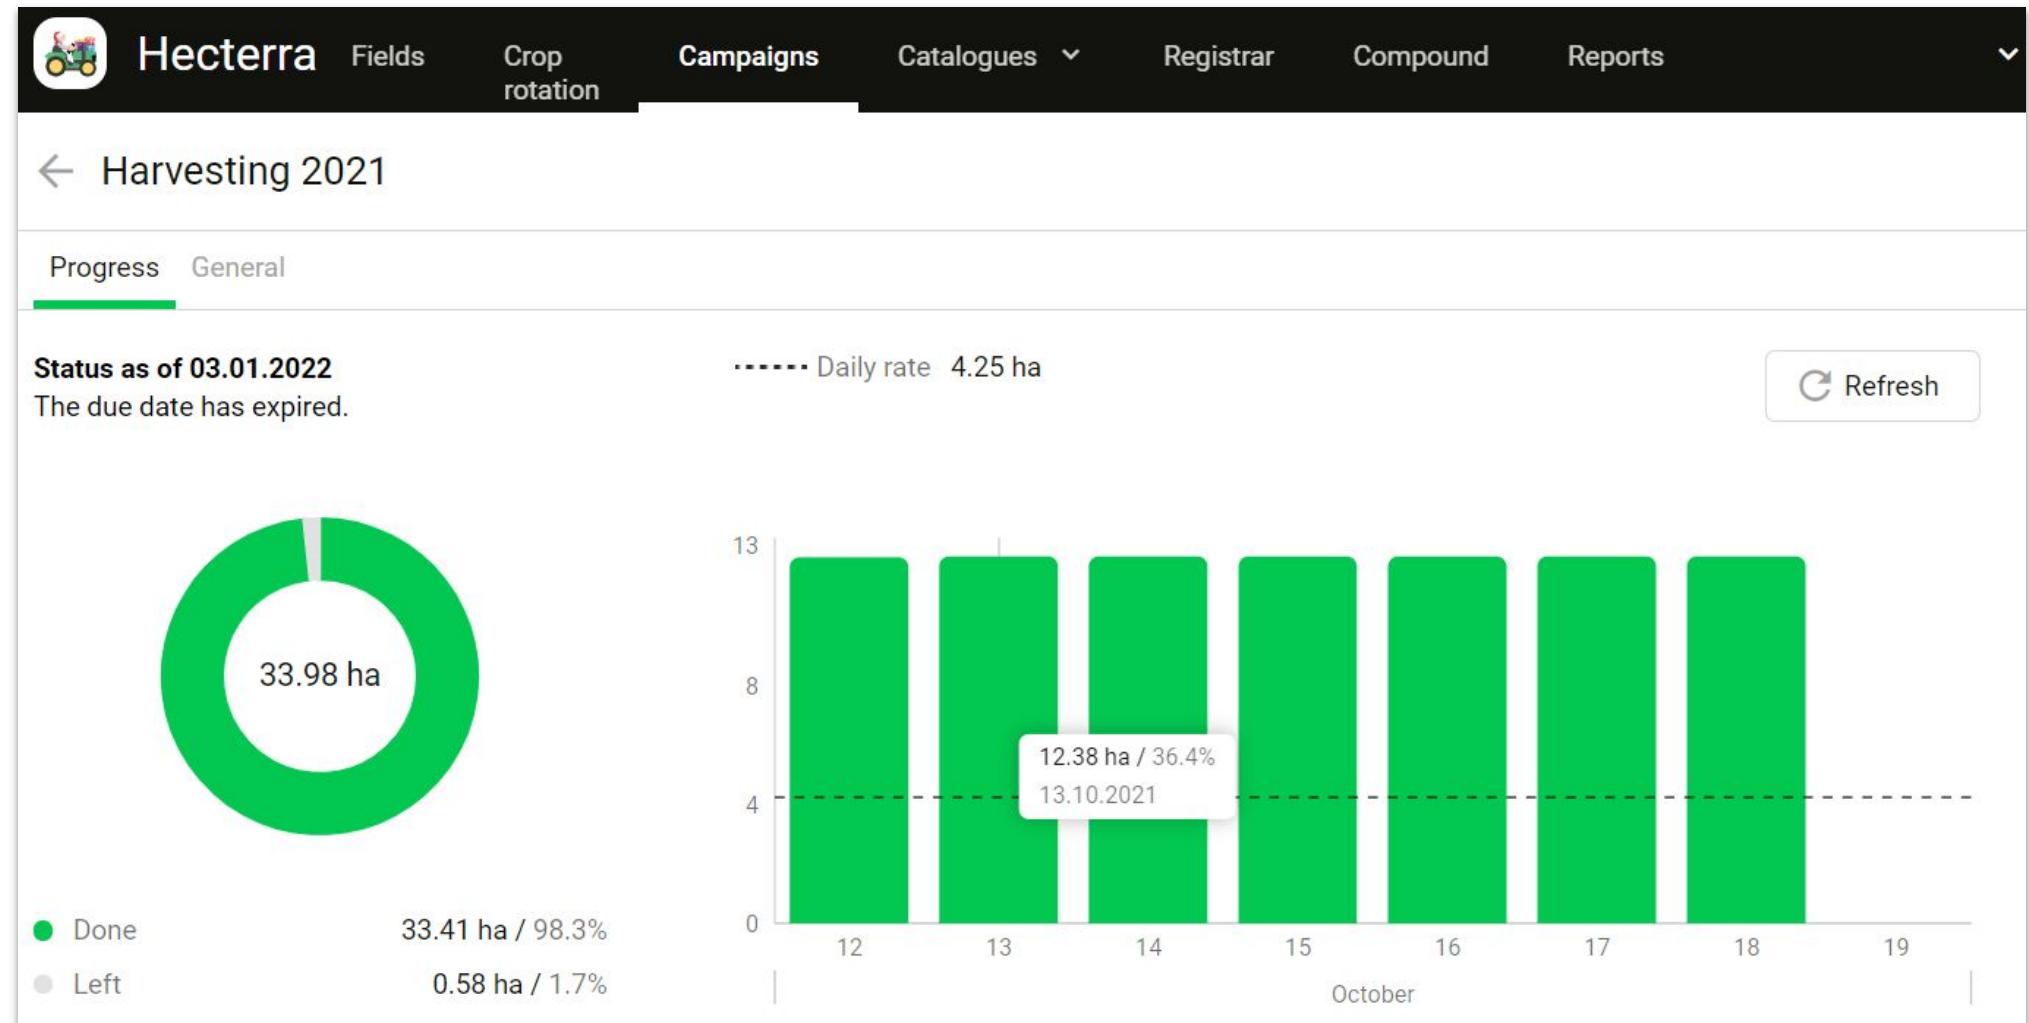 Hecterra
Fields
Crop
rotation
Campaigns
Catalogues
Registrar
Compound
Reports
Harvesting 2021
Progress
General
Status as of 03.01.2022
The due date has expired.
Daily rate 4.25 ha
Refresh
33.98 ha
Done 33.41 ha / 98.3%
Left 0.58 ha / 1.7%
13
8
4
0
12.38 ha / 36.4%
13.10.2021
12 13 14 15 16 17 18 19
October